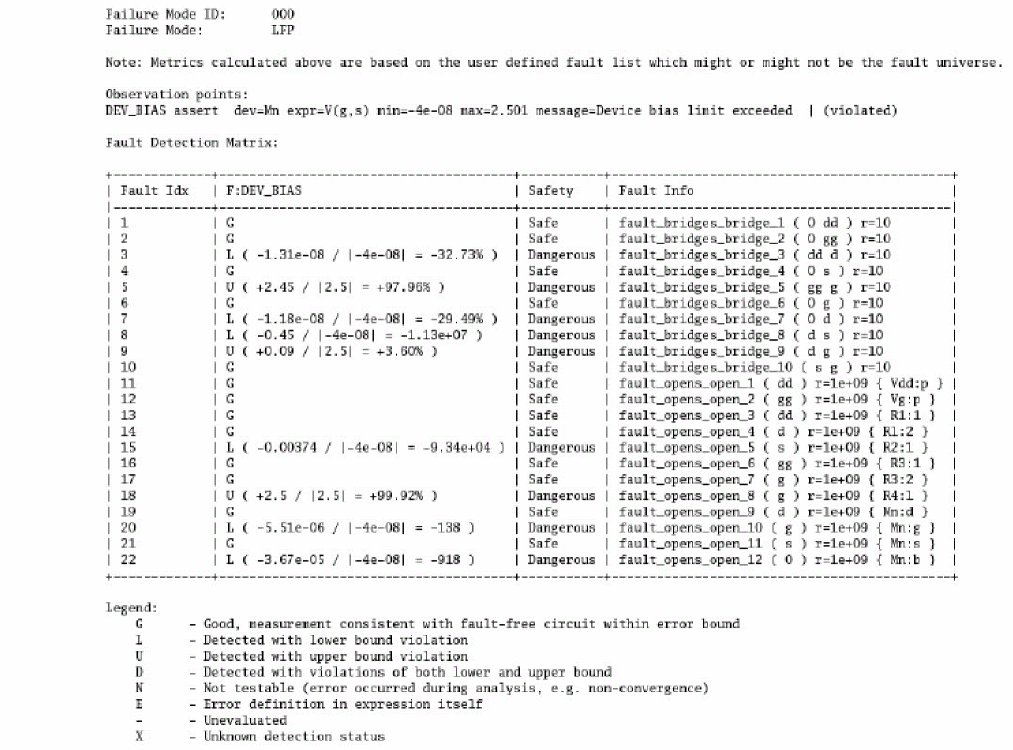 Failure Mode ID: 000
Failure Mode: LFP
Note: Metrics calculated above are based on the user defined fault list which might or might not be the fault universe.
Observation points:
DEV_BIAS assert dev=Mn expr=V(g,s) min=-4e-08 max=2.501 message=Device bias limit exceeded | (violated)
Fault Detection Matrix:
| Fault Idx | F:DEV_BIAS | Safety | Fault Info |
| 1 | G | Safe | fault_bridges_bridge_1 ( 0 dd ) r=10
| 2 | G | Safe | fault_bridges_bridge_2 ( 0 gg ) r=10
| 3 | L ( -1.31e-08 / |-4e-08| = -32.73% ) | Dangerous | fault_bridges_bridge_3 ( dd d ) r=10
| 4 | G | Safe | fault_bridges_bridge_4 ( 0 s ) r=10
| 5 | U ( +2.45 / |2.5| = +97.96% ) | Dangerous | fault_bridges_bridge_5 ( gg g ) r=10
| 6 | G | Safe | fault_bridges_bridge_6 ( 0 g ) r=10
| 7 | L ( -1.18e-08 / |-4e-08| = -29.49% ) | Dangerous | fault_bridges_bridge_7 ( 0 d ) r=10
| 8 | L ( -0.45 / |-4e-08| = -1.13e+07 ) | Dangerous | fault_bridges_bridge_8 ( d s ) r=10
| 9 | U ( +0.09 / |2.5| = +3.60% ) | Dangerous | fault_bridges_bridge_9 ( d g ) r=10
| 10 | G | Safe | fault_bridges_bridge_10 ( s g ) r=10
| 11 | G | Safe | fault_opens_open_1 ( dd ) r=1e+09 { Vdd:p } |
| 12 | G | Safe | fault_opens_open_2 ( gg ) r=1e+09 { Vg:p } |
| 13 | G | Safe | fault_opens_open_3 ( dd ) r=1e+09 { R1:1 } |
| 14 | G | Safe | fault_opens_open_4 ( d ) r=1e+09 { R1:2 } |
| 15 | L ( -0.00374 / |-4e-08| = -9.34e+04 ) | Dangerous | fault_opens_open_5 ( s ) r=1e+09 { R2:1 } |
| 16 | G | Safe | fault_opens_open_6 ( gg ) r=1e+09 { R3:1 } |
| 17 | G | Safe | fault_opens_open_7 ( g ) r=1e+09 { R3:2 } |
| 18 | U ( +2.5 / |2.5| = +99.92% ) | Dangerous | fault_opens_open_8 ( g ) r=1e+09 { R4:1 } |
| 19 | G | Safe | fault_opens_open_9 ( d ) r=1e+09 { Mn:d } |
| 20 | L ( -5.51e-06 / |-4e-08| = -138 ) | Dangerous | fault_opens_open_10 ( g ) r=1e+09 { Mn:g } |
| 21 | G | Safe | fault_opens_open_11 ( s ) r=1e+09 { Mn:s } |
| 22 | L ( -3.67e-05 / |-4e-08| = -918 ) | Dangerous | fault_opens_open_12 ( 0 ) r=1e+09 { Mn:b } |
Legend:
G - Good, measurement consistent with fault-free circuit within error bound
L - Detected with lower bound violation
U - Detected with upper bound violation
D - Detected with violations of both lower and upper bound
N - Not testable (error occurred during analysis, e.g. non-convergence)
E - Error definition in expression itself
- - Unevaluated
X - Unknown detection status